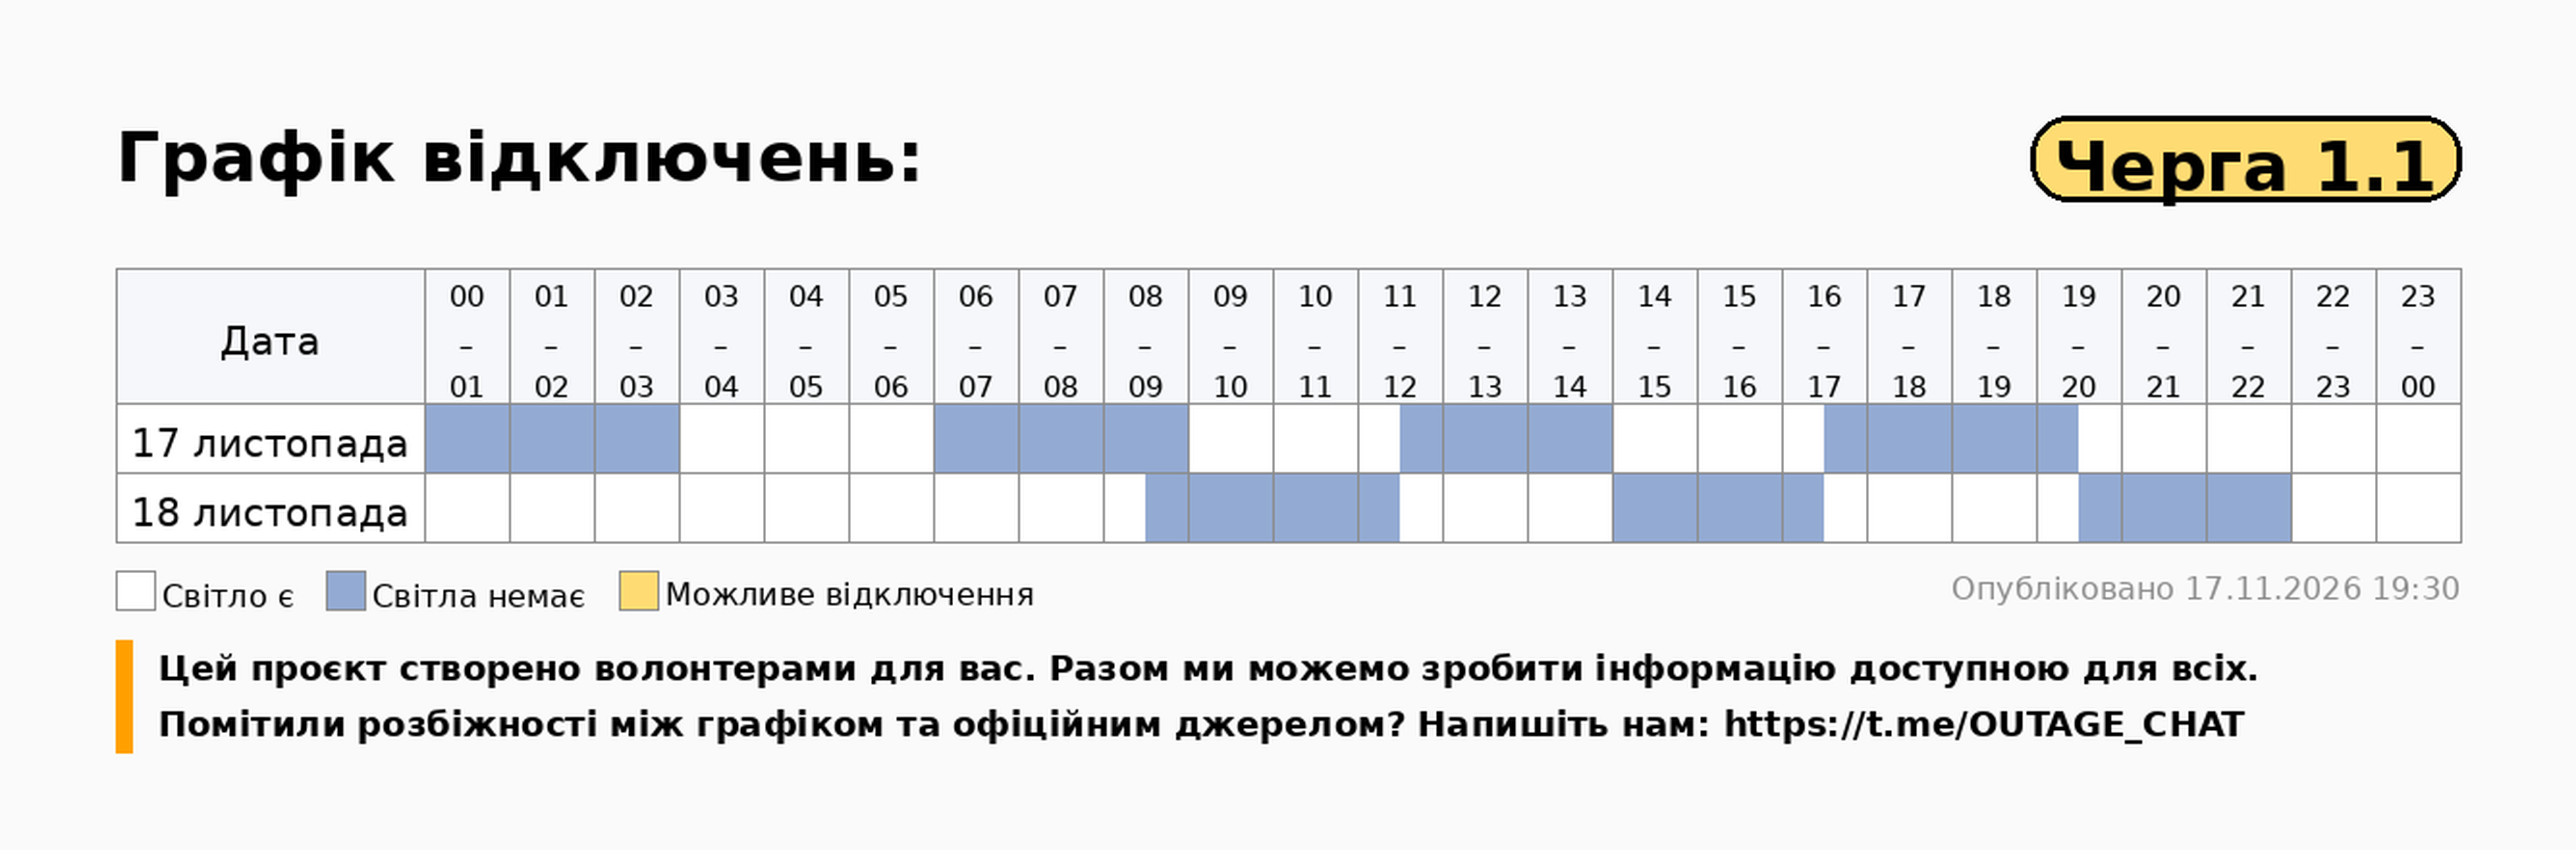 Графік відключень:
Черга 1.1
Дата 00 – 01 01 – 02 02 – 03 03 – 04 04 – 05 05 – 06 06 – 07 07 – 08 08 – 09 09 – 10 10 – 11 11 – 12 12 – 13 13 – 14 14 – 15 15 – 16 16 – 17 17 – 18 18 – 19 19 – 20 20 – 21 21 – 22 22 – 23 23 – 00
17 листопада
18 листопада
Світло є Світла немає Можливе відключення
Опубліковано 17.11.2026 19:30
Цей проєкт створено волонтерами для вас. Разом ми можемо зробити інформацію доступною для всіх.
Помітили розбіжності між графіком та офіційним джерелом? Напишіть нам: https://t.me/OUTAGE_CHAT